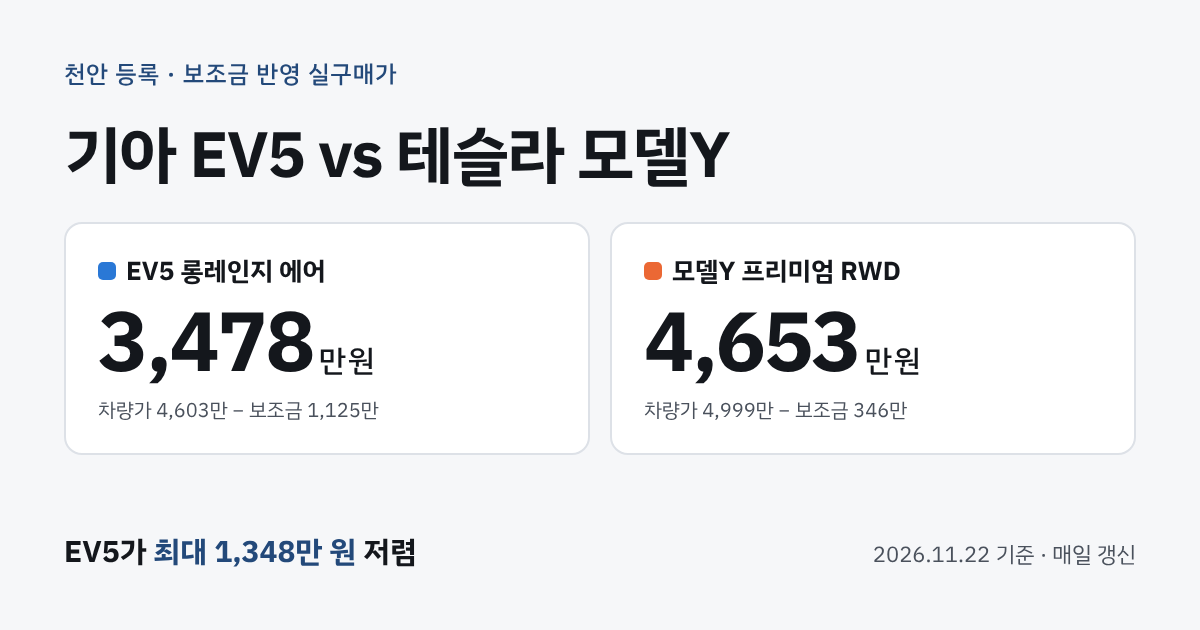 천안 등록 · 보조금 반영 실구매가
기아 EV5 vs 테슬라 모델Y
EV5 롱레인지 에어
3,478만원
차량가 4,603만 – 보조금 1,125만
모델Y 프리미엄 RWD
4,653만원
차량가 4,999만 – 보조금 346만
EV5가 최대 1,348만 원 저렴
2026.11.22 기준 · 매일 갱신